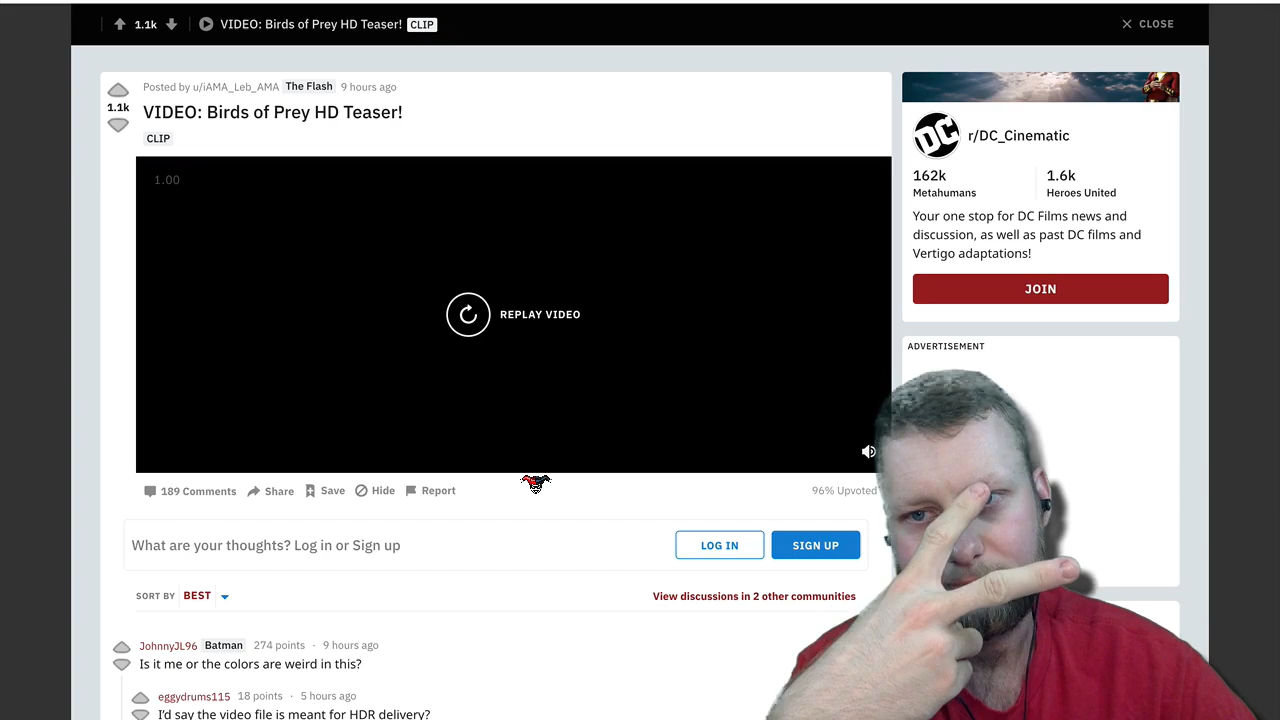 1.1k VIDEO: Birds of Prey HD Teaser! CLIP CLOSE
Posted by u/iAMA_Leb_AMA The Flash 9 hours ago
1.1k
VIDEO: Birds of Prey HD Teaser!
CLIP
1.00
REPLAY VIDEO
189 Comments Share Save Hide Report 96% Upvoted
What are your thoughts? Log in or Sign up LOG IN SIGN UP
SORT BY BEST View discussions in 2 other communities
JohnnyJL96 Batman 274 points · 9 hours ago
Is it me or the colors are weird in this?
eggydrums115 18 points · 5 hours ago
I'd say the video file is meant for HDR delivery?
DC r/DC_Cinematic
162k 1.6k
Metahumans Heroes United
Your one stop for DC Films news and
discussion, as well as past DC films and
Vertigo adaptations!
JOIN
ADVERTISEMENT